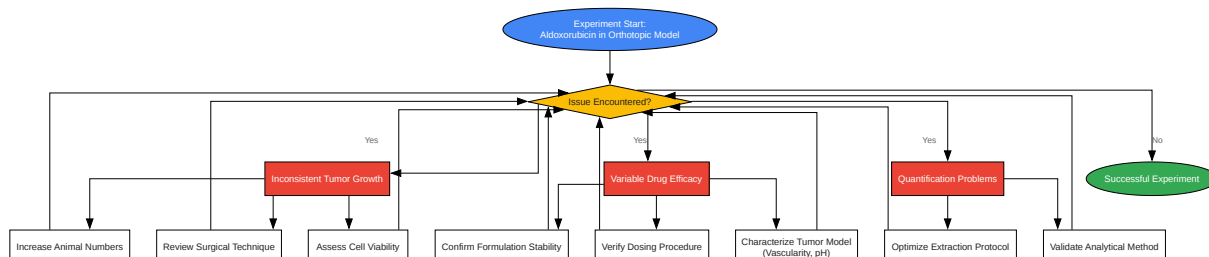 Experiment Start:
Aldoxorubicin in Orthotopic Model
Issue Encountered?
Yes
Yes
Yes
No
Inconsistent Tumor Growth
Variable Drug Efficacy
Quantification Problems
Successful Experiment
Increase Animal Numbers
Review Surgical Technique
Assess Cell Viability
Confirm Formulation Stability
Verify Dosing Procedure
Characterize Tumor Model
(Vascularity, pH)
Optimize Extraction Protocol
Validate Analytical Method